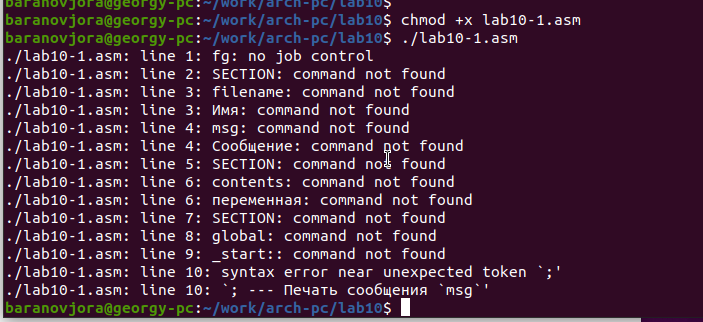 baranovjora@georgy-pc:~/work/arch-pc/lab10$
baranovjora@georgy-pc:~/work/arch-pc/lab10$ chmod +x lab10-1.asm
baranovjora@georgy-pc:~/work/arch-pc/lab10$ ./lab10-1.asm
./lab10-1.asm: line 1: fg: no job control
./lab10-1.asm: line 2: SECTION: command not found
./lab10-1.asm: line 3: filename: command not found
./lab10-1.asm: line 3: Имя: command not found
./lab10-1.asm: line 4: msg: command not found
./lab10-1.asm: line 4: Сообщение: command not found
./lab10-1.asm: line 5: SECTION: command not found
./lab10-1.asm: line 6: contents: command not found
./lab10-1.asm: line 6: переменная: command not found
./lab10-1.asm: line 7: SECTION: command not found
./lab10-1.asm: line 8: global: command not found
./lab10-1.asm: line 9: _start:: command not found
./lab10-1.asm: line 10: syntax error near unexpected token `;'
./lab10-1.asm: line 10: `; --- Печать сообщения `msg`'
baranovjora@georgy-pc:~/work/arch-pc/lab10$